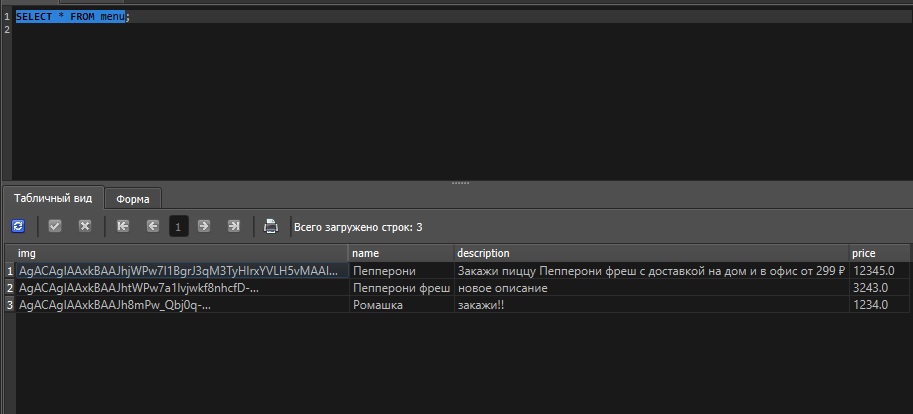 1 SELECT * FROM menu;
2
Табличный вид Форма
1 Всего загружено строк: 3
img name description price
1 Пепперони Закажи пиццу Пепперони фреш с доставкой на дом и в офис от 299 ₽ 12345.0
2 AgACAgIAAxkBAAJhtWPw7a1lvjwkf8nhcfD-... Пепперони фреш новое описание 3243.0
3 AgACAgIAAxkBAAJh8mPw_Qbj0q-... Ромашка закажи!! 1234.0